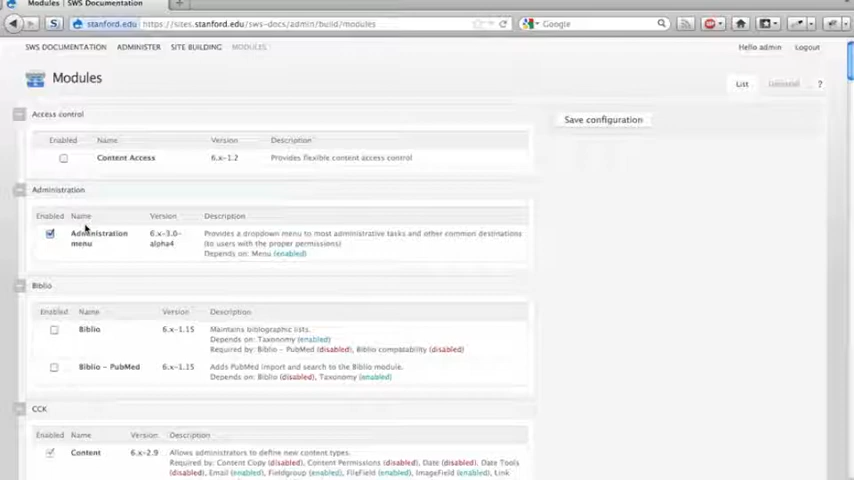 Modules | SWS Documentation
stanford.edu https://sites.stanford.edu/sws-docs/admin/build/modules
Google
SWS DOCUMENTATION ADMINISTER SITE BUILDING MODULES
Hello admin Logout
Modules
List Uninstall ?
Access control
Save configuration
Enabled Name Version Description
Content Access 6.x-1.2 Provides flexible content access control
Administration
Enabled Name Version Description
Administration menu 6.x-3.0-alpha4 Provides a dropdown menu to most administrative tasks and other common destinations
(to users with the proper permissions)
Depends on: Menu (enabled)
Biblio
Enabled Name Version Description
Biblio 6.x-1.15 Maintains bibliographic lists.
Depends on: Taxonomy (enabled)
Required by: Biblio - PubMed (disabled), Biblio compatability (disabled)
Biblio - PubMed 6.x-1.15 Adds PubMed import and search to the Biblio module.
Depends on: Biblio (disabled), Taxonomy (enabled)
CCK
Enabled Name Version Description
Content 6.x-2.9 Allows administrators to define new content types.
Required by: Content Copy (disabled), Content Permissions (disabled), Date (disabled), Date Tools
(disabled), Email (enabled), Fieldgroup (enabled), FileField (enabled), ImageField (enabled), Link